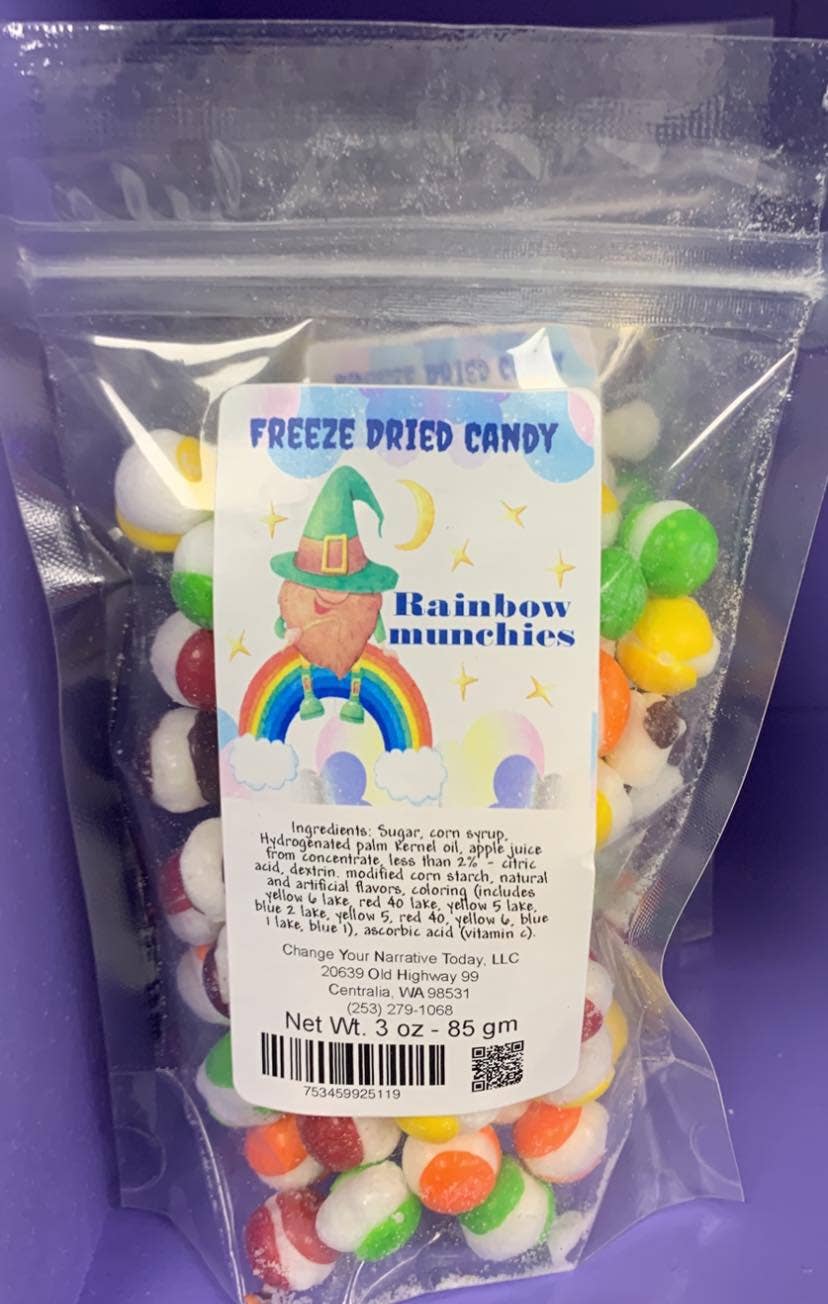 FREEZE DRIED CANDY
Rainbow
munchies
Ingredients: Sugar, corn syrup,
Hydrogenated palm kernel oil, apple juice
from concentrate, less than 2% - citric
acid, dextrin, modified corn starch, natural
and artificial flavors, coloring (includes
yellow 6 lake, red 40 lake, yellow 5 lake,
blue 2 lake, yellow 5, red 40, yellow 6, blue
1 lake, blue 1), ascorbic acid (vitamin c).
Change Your Narrative Today, LLC
20639 Old Highway 99
Centralia, WA 98531
(253) 279-1068
Net Wt. 3 oz - 85 gm
753459925119